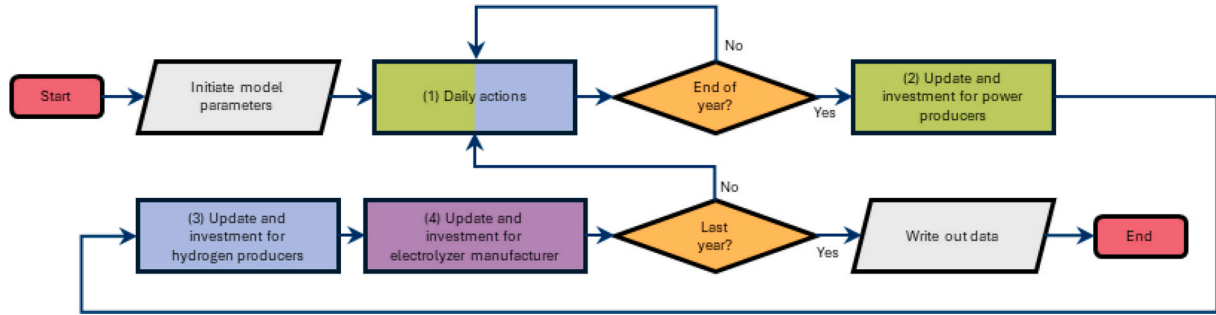 No
Start
Initiate model
parameters
(1) Daily actions
End of
year?
Yes
(2) Update and
investment for power
producers
No
(3) Update and
investment for
hydrogen producers
(4) Update and
investment for
electrolyzer manufacturer
Last
year?
Yes
Write out data
End